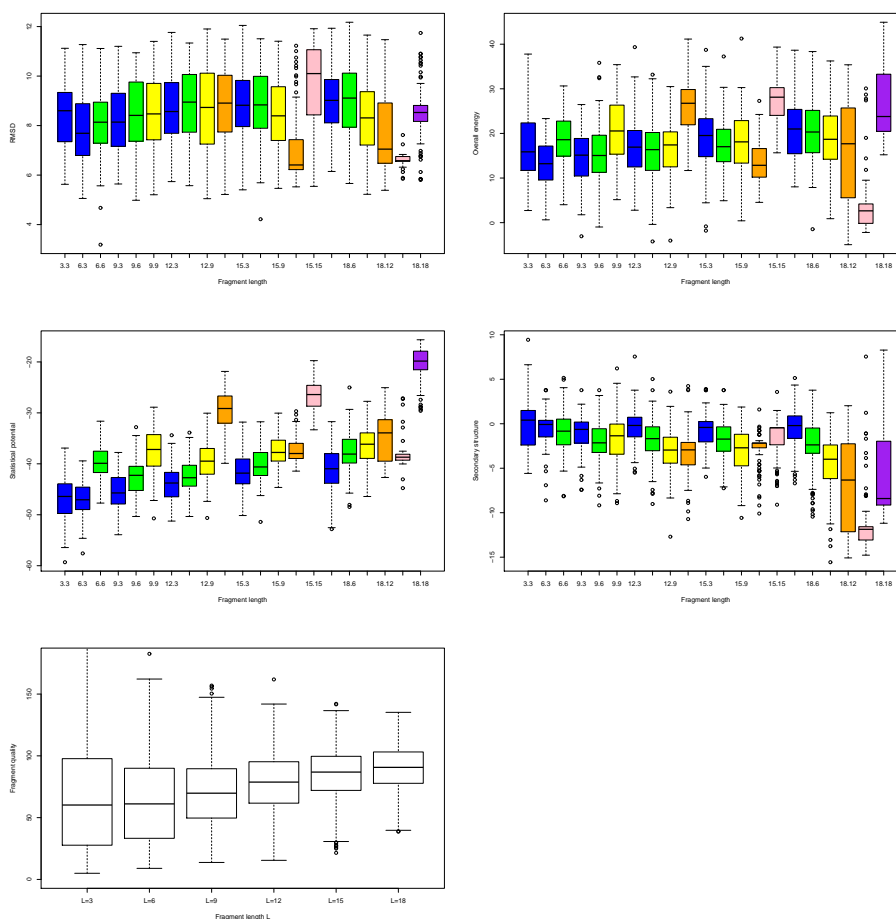 RMSD
12
10
8
6
4
3.3 6.3 6.6 9.3 9.6 9.9 12.3 12.9 15.3 15.9 15.15 18.6 18.12 18.18
Fragment length
Overall energy
40
30
20
10
0
3.3 6.3 6.6 9.3 9.6 9.9 12.3 12.9 15.3 15.9 15.15 18.6 18.12 18.18
Fragment length
Statistical potential
-20
-30
-40
-50
-60
3.3 6.3 6.6 9.3 9.6 9.9 12.3 12.9 15.3 15.9 15.15 18.6 18.12 18.18
Fragment length
Secondary structure
10
5
0
-5
-10
-15
3.3 6.3 6.6 9.3 9.6 9.9 12.3 12.9 15.3 15.9 15.15 18.6 18.12 18.18
Fragment length
Fragment quality
150
100
50
0
L=3 L=6 L=9 L=12 L=15 L=18
Fragment length L